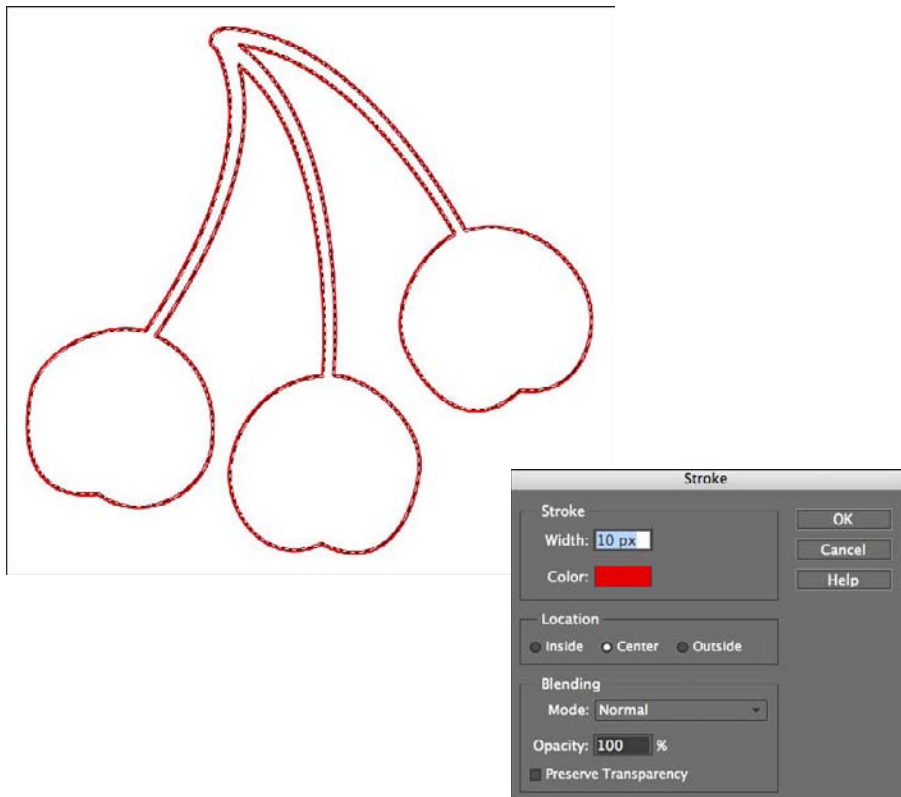 Stroke
Stroke
Width: 10 px
Color:
OK
Cancel
Help
Location
Inside Center Outside
Blending
Mode: Normal
Opacity: 100 %
Preserve Transparency